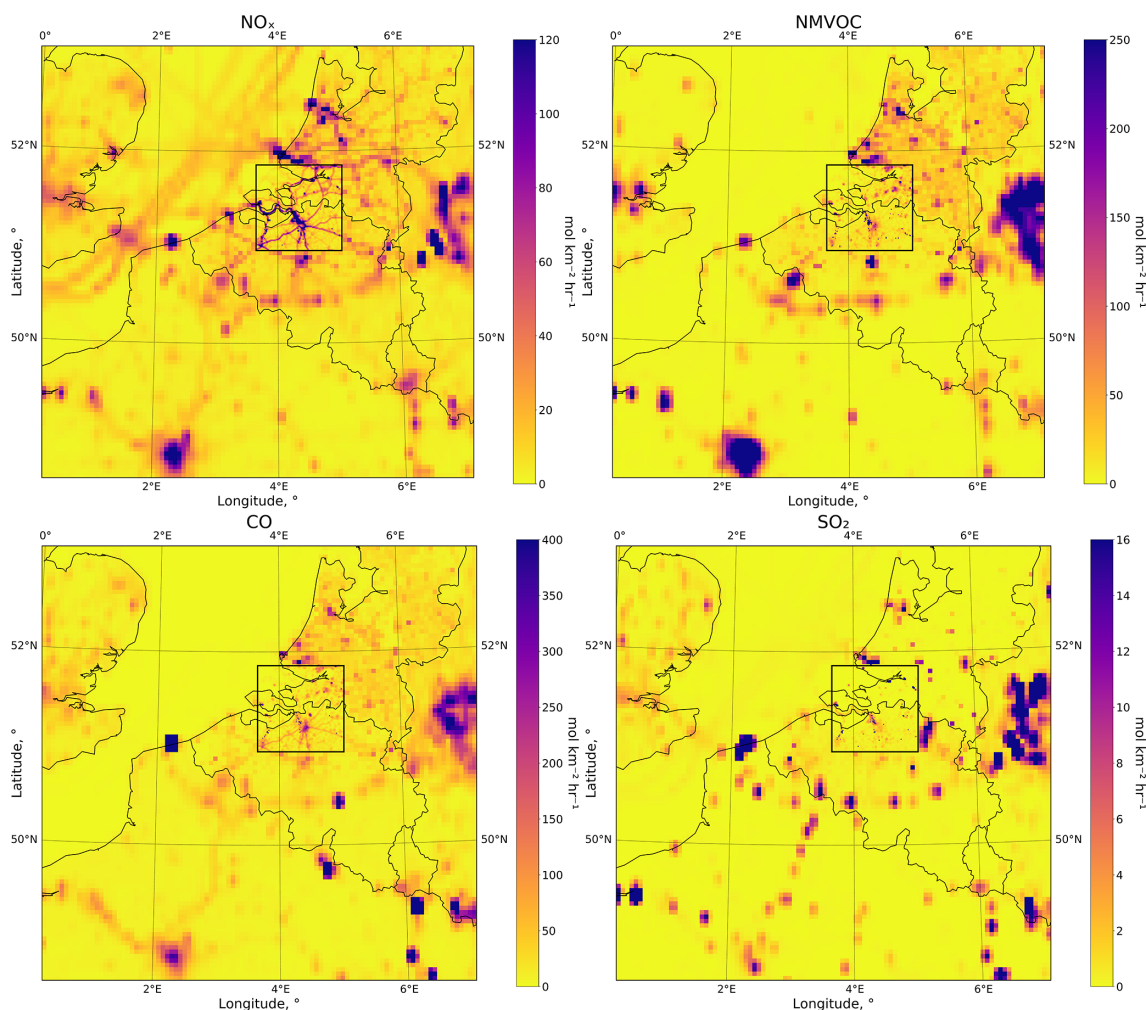 NOₓ
0° 2°E 4°E 6°E
52°N 52°N
50°N 50°N
2°E 4°E 6°E
Latitude, °
Longitude, °
120
100
80
60
40
20
0
mol km⁻² hr⁻¹
NMVOC
0° 2°E 4°E 6°E
52°N 52°N
50°N 50°N
2°E 4°E 6°E
Latitude, °
Longitude, °
250
200
150
100
50
0
mol km⁻² hr⁻¹
CO
0° 2°E 4°E 6°E
52°N 52°N
50°N 50°N
2°E 4°E 6°E
Latitude, °
Longitude, °
400
350
300
250
200
150
100
50
0
mol km⁻² hr⁻¹
SO₂
0° 2°E 4°E 6°E
52°N 52°N
50°N 50°N
2°E 4°E 6°E
Latitude, °
Longitude, °
16
14
12
10
8
6
4
2
0
mol km⁻² hr⁻¹